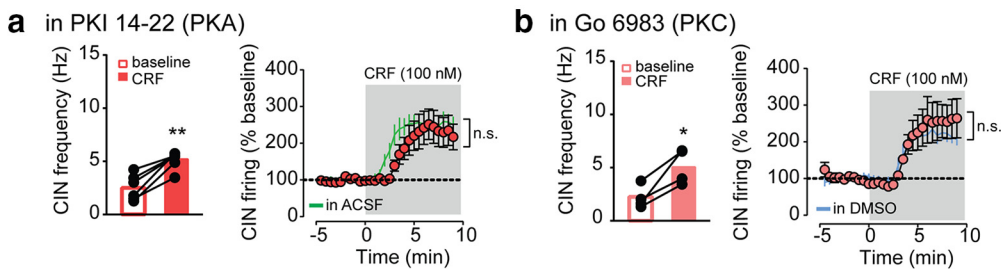 a in PKI 14-22 (PKA)
CIN frequency (Hz)
15
10
5
0
baseline
CRF
**
CIN firing (% baseline)
400
300
200
100
0
CRF (100 nM)
n.s.
in ACSF
-5 0 5 10
Time (min)
b in Go 6983 (PKC)
CIN frequency (Hz)
15
10
5
0
baseline
CRF
*
CIN firing (% baseline)
400
300
200
100
0
CRF (100 nM)
n.s.
in DMSO
-5 0 5 10
Time (min)